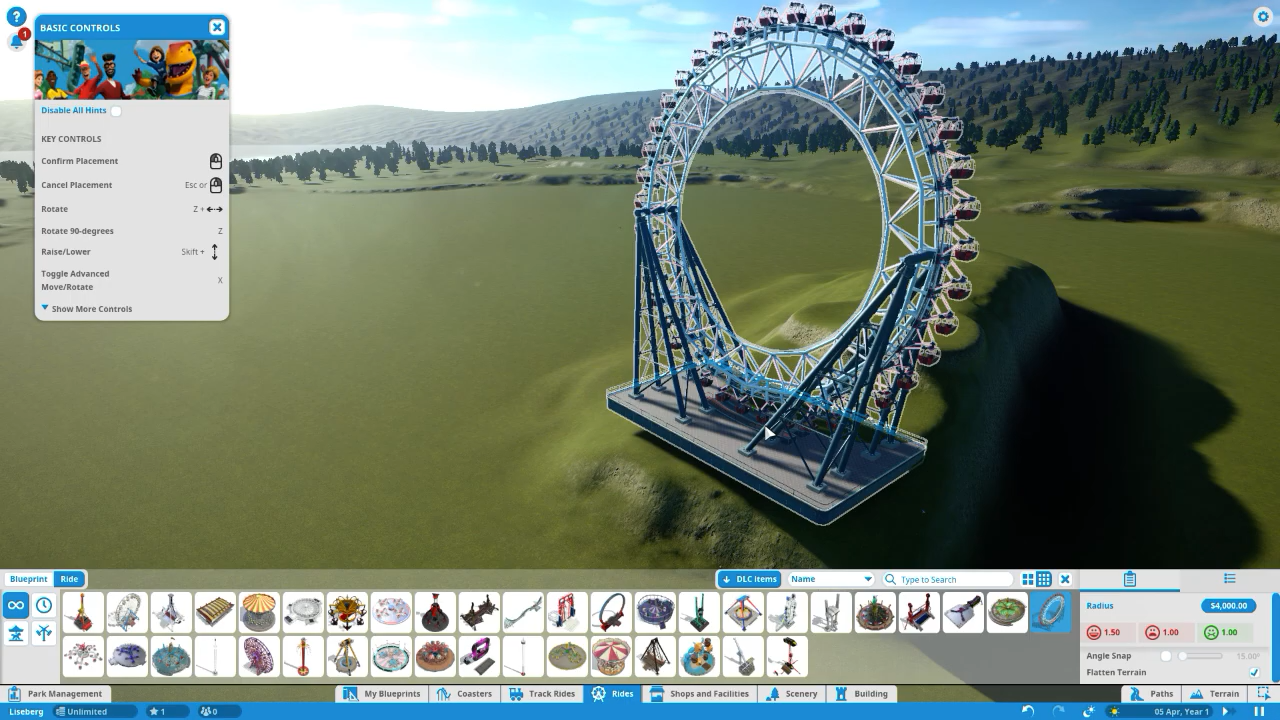 ?
1
BASIC CONTROLS
Disable All Hints
KEY CONTROLS
Confirm Placement
Cancel Placement Esc or
Rotate Z +
Rotate 90-degrees Z
Raise/Lower Skift +
Toggle Advanced
Move/Rotate X
Show More Controls
Blueprint Ride
DLC Items Name Type to Search
Radius $4,000.00
1.50 1.00 1.00
Angle Snap 15.00°
Flatten Terrain
Park Management My Blueprints Coasters Track Rides Rides Shops and Facilities Scenery Building Paths Terrain
Liseberg Unlimited 1 0 05 Apr, Year 1